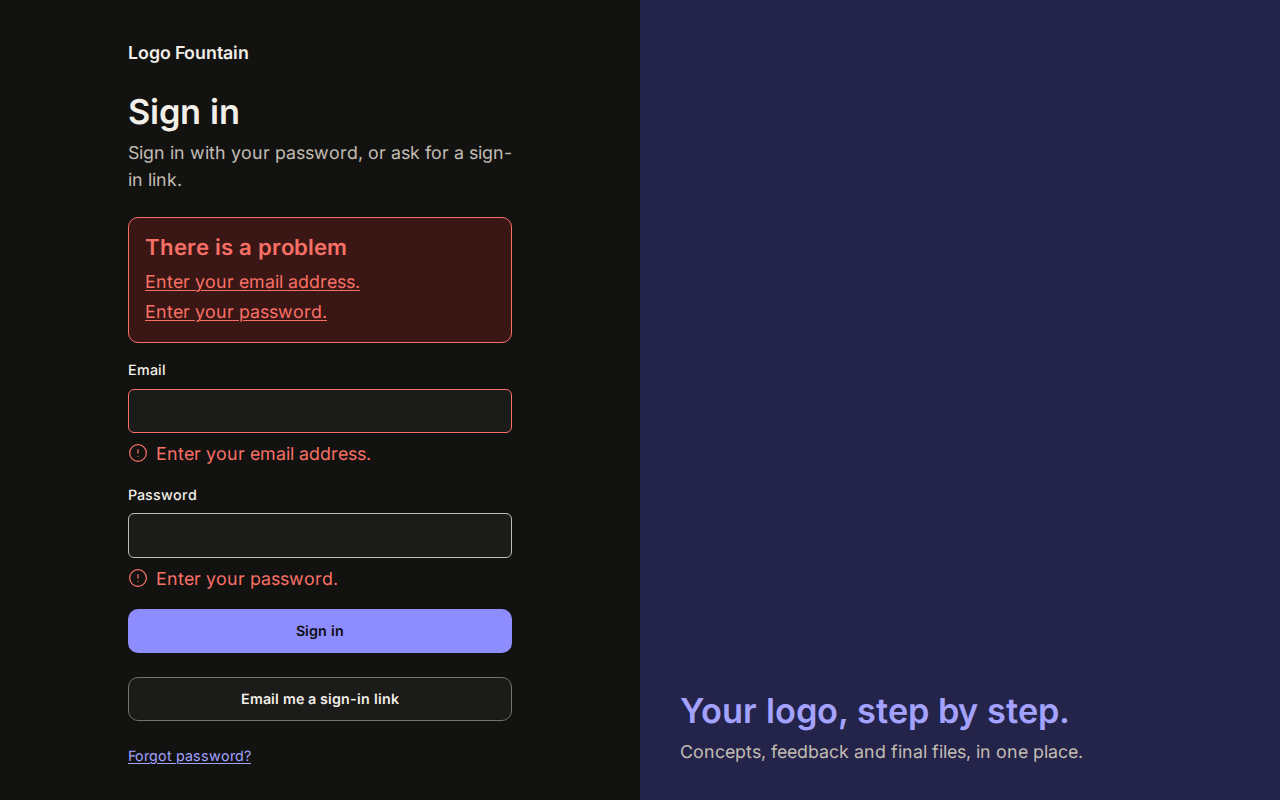 Logo Fountain
Sign in
Sign in with your password, or ask for a sign-
in link.
There is a problem
Enter your email address.
Enter your password.
Email
Enter your email address.
Password
Enter your password.
Sign in
Email me a sign-in link
Forgot password?
Your logo, step by step.
Concepts, feedback and final files, in one place.